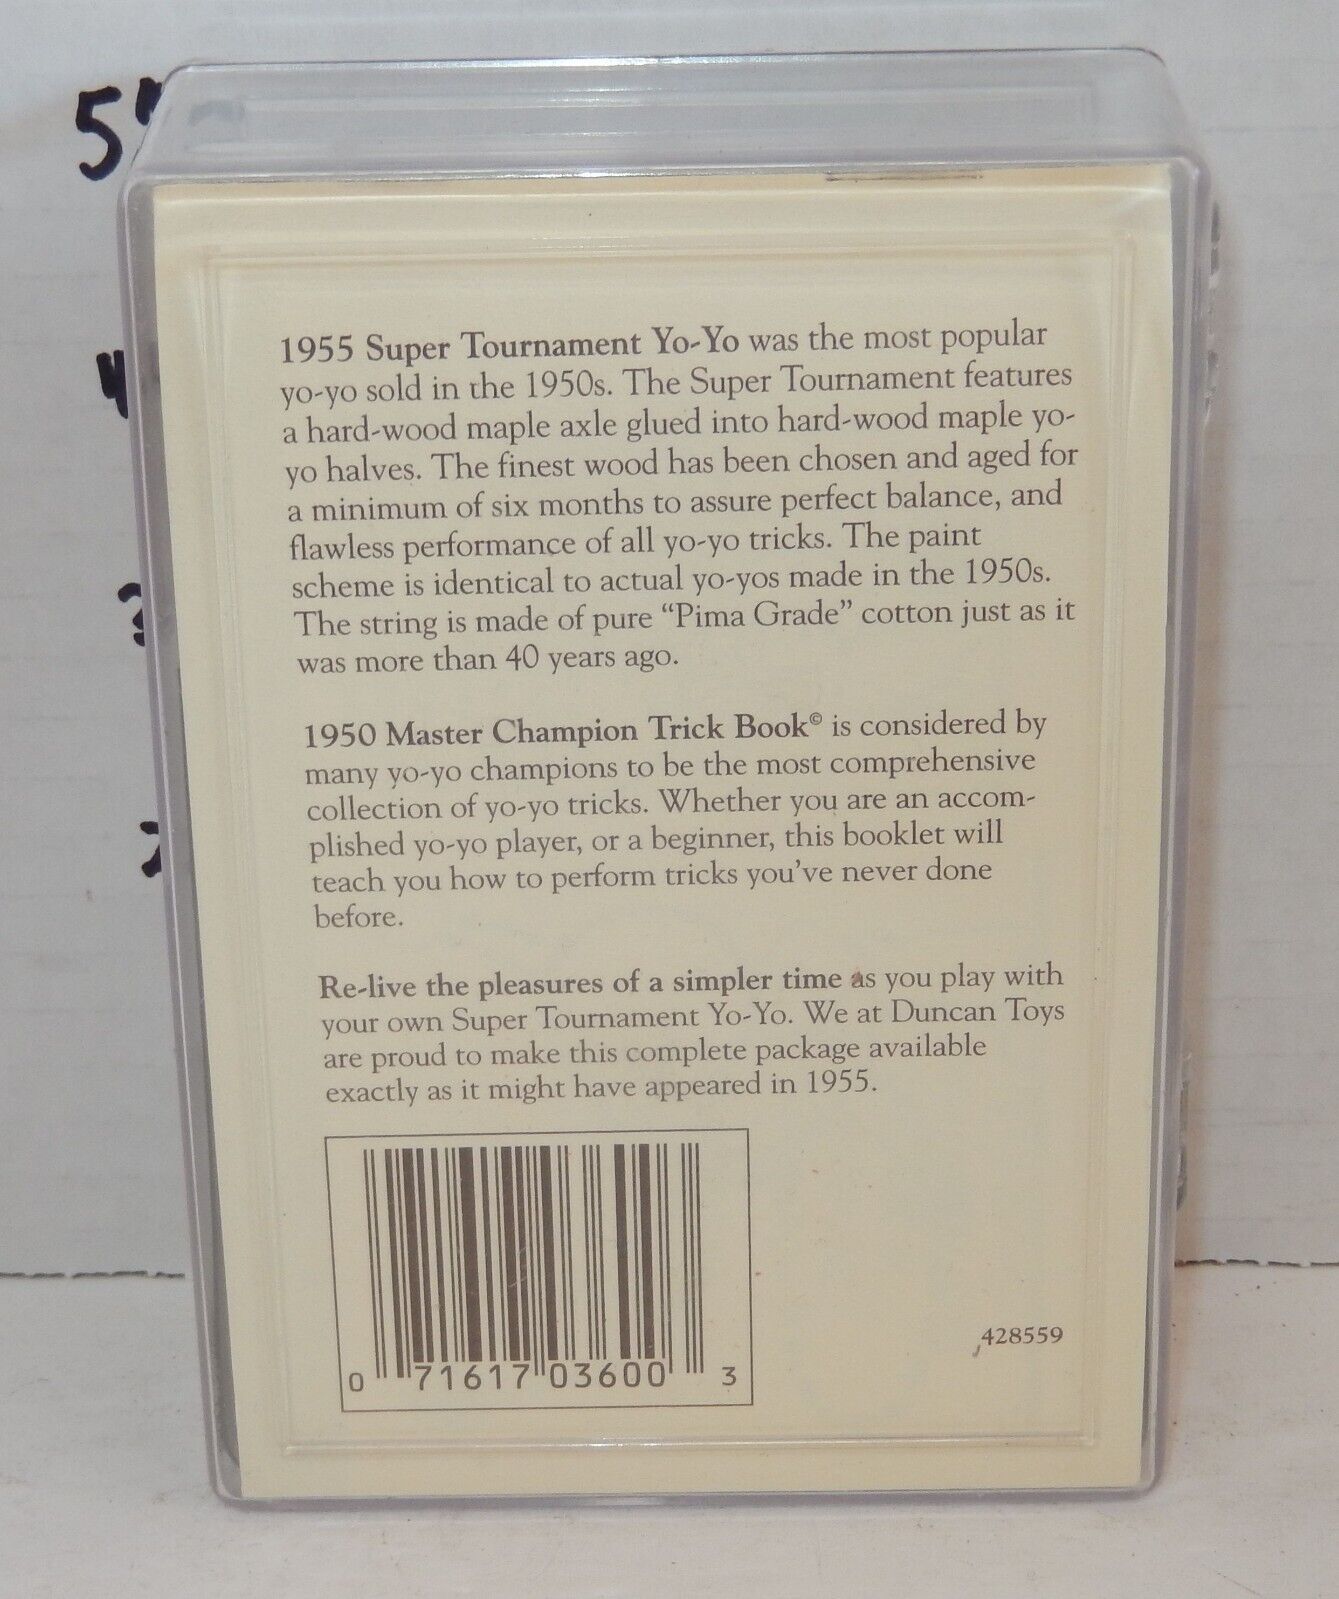 5"
1955 Super Tournament Yo-Yo was the most popular
yo-yo sold in the 1950s. The Super Tournament features
a hard-wood maple axle glued into hard-wood maple yo-
yo halves. The finest wood has been chosen and aged for
a minimum of six months to assure perfect balance, and
flawless performance of all yo-yo tricks. The paint
scheme is identical to actual yo-yos made in the 1950s.
The string is made of pure “Pima Grade” cotton just as it
was more than 40 years ago.
1950 Master Champion Trick Book© is considered by
many yo-yo champions to be the most comprehensive
collection of yo-yo tricks. Whether you are an accom-
plished yo-yo player, or a beginner, this booklet will
teach you how to perform tricks you've never done
before.
Re-live the pleasures of a simpler time as you play with
your own Super Tournament Yo-Yo. We at Duncan Toys
are proud to make this complete package available
exactly as it might have appeared in 1955.
0 71617 03600 3
428559